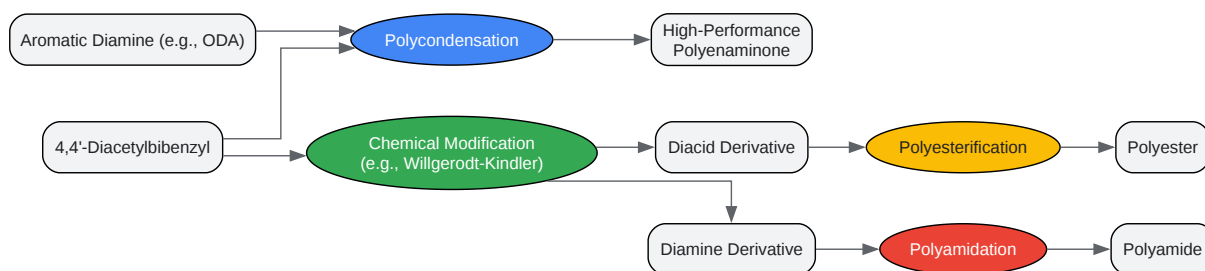 Aromatic Diamine (e.g., ODA)
Polycondensation
High-Performance
Polyenaminone
4,4'-Diacetylbibenzyl
Chemical Modification
(e.g., Willgerodt-Kindler)
Diacid Derivative
Polyesterification
Polyester
Diamine Derivative
Polyamidation
Polyamide